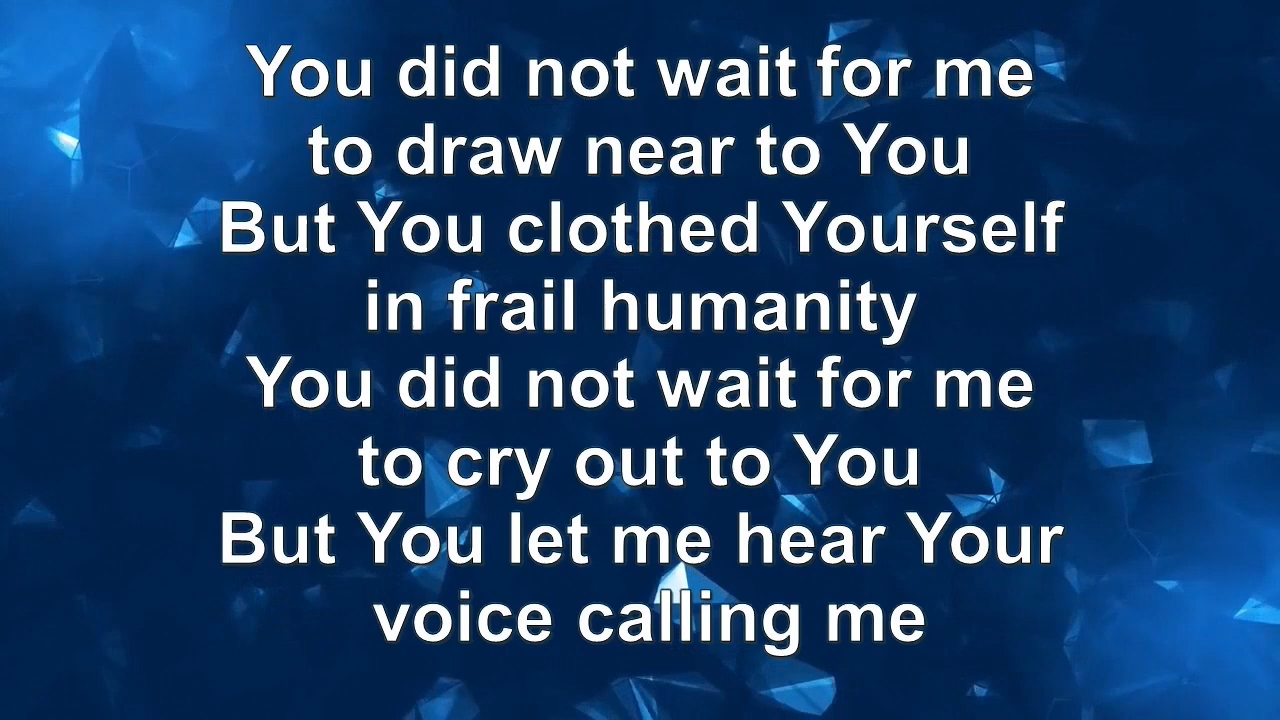 You did not wait for me
to draw near to You
But You clothed Yourself
in frail humanity
You did not wait for me
to cry out to You
But You let me hear Your
voice calling me